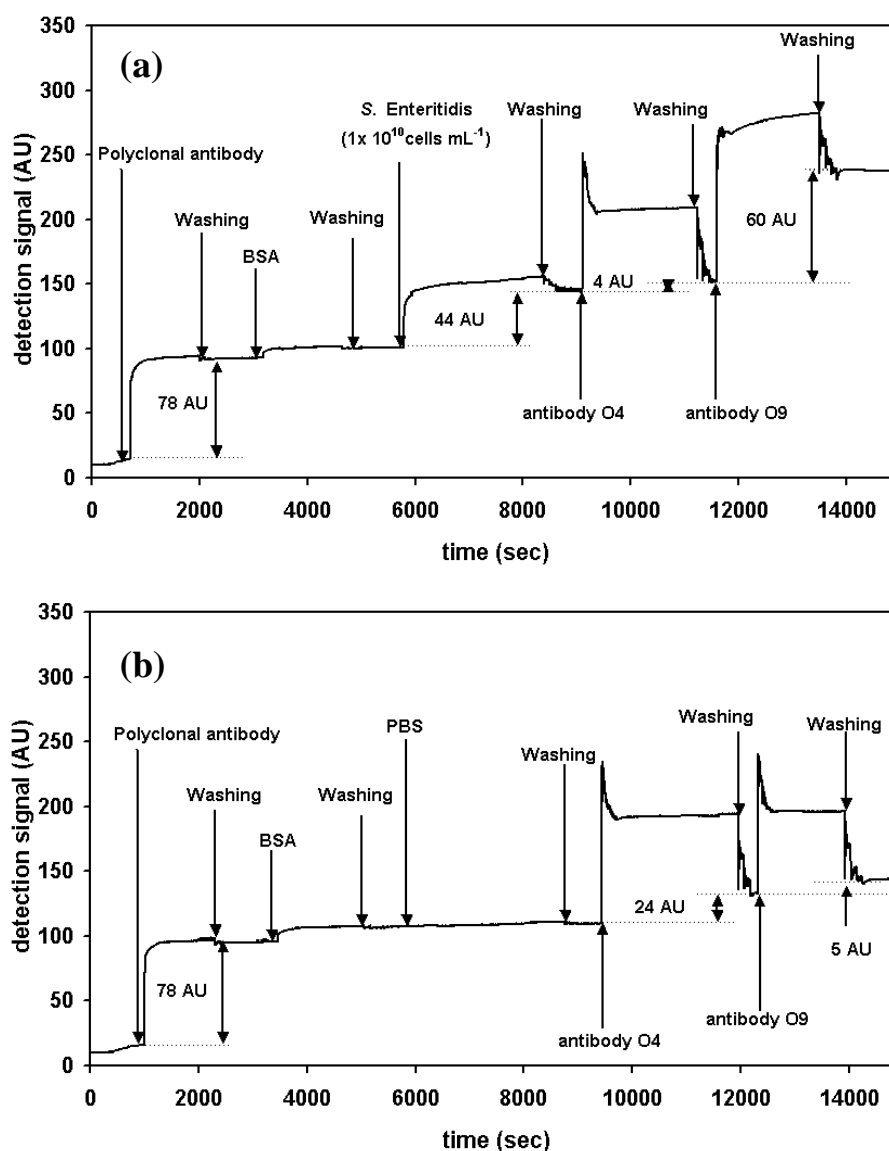 (a)
detection signal (AU)
350
300
250
200
150
100
50
0
Washing
S. Enteritidis
(1x 10¹⁰cells mL⁻¹)
Washing
Washing
Polyclonal antibody
Washing
Washing
BSA
60 AU
4 AU
44 AU
78 AU
antibody O4
antibody O9
0 2000 4000 6000 8000 10000 12000 14000
time (sec)
(b)
detection signal (AU)
350
300
250
200
150
100
50
0
PBS
Washing
Washing
Polyclonal antibody
Washing
Washing
Washing
BSA
24 AU
78 AU
5 AU
antibody O4
antibody O9
0 2000 4000 6000 8000 10000 12000 14000
time (sec)